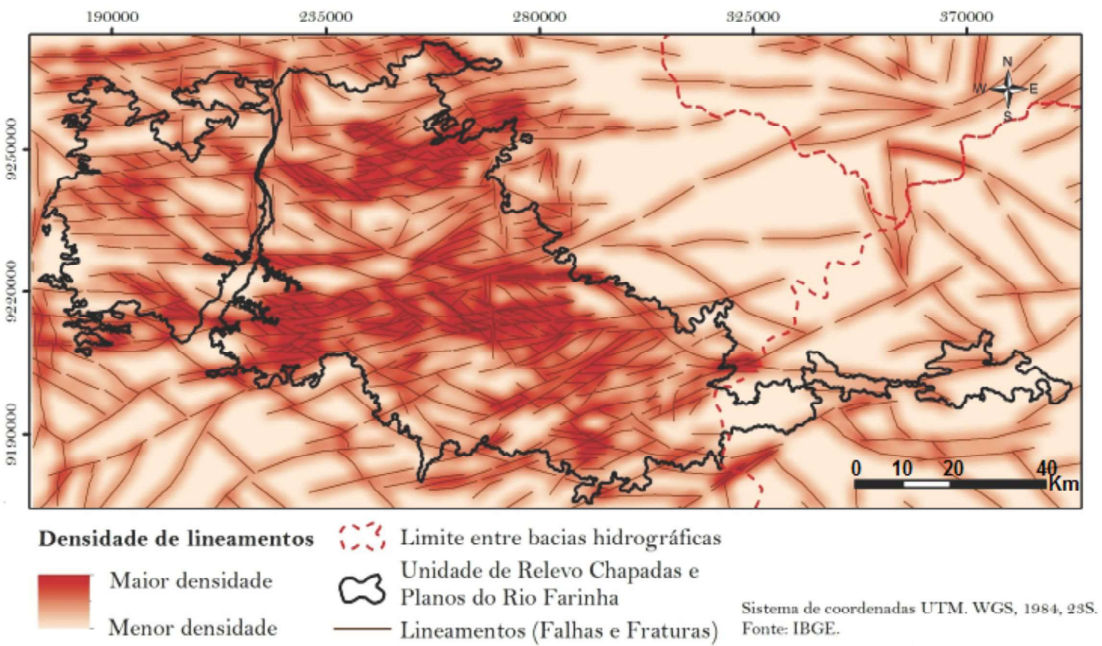 190000 235000 280000 325000 370000
N
W E
S
9250000
9220000
9190000
0 10 20 40
Km
Densidade de lineamentos
Maior densidade
Menor densidade
Limite entre bacias hidrográficas
Unidade de Relevo Chapadas e
Planos do Rio Farinha
Lineamentos (Falhas e Fraturas)
Sistema de coordenadas UTM. WGS, 1984, 23S.
Fonte: IBGE.